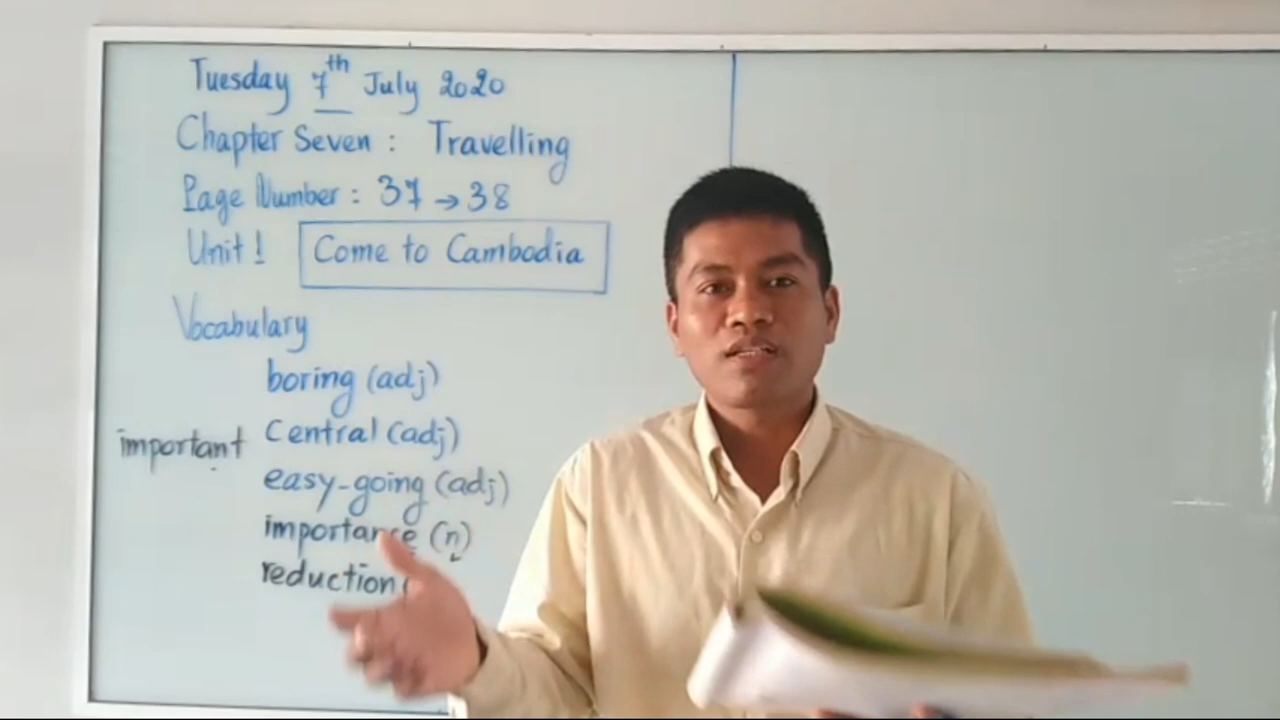 Tuesday 7th July 2020
Chapter Seven : Travelling
Page Number : 37 → 38
Unit 1
Come to Cambodia
Vocabulary
boring (adj)
important
Central (adj)
easy-going (adj)
importance (n)
reduction (